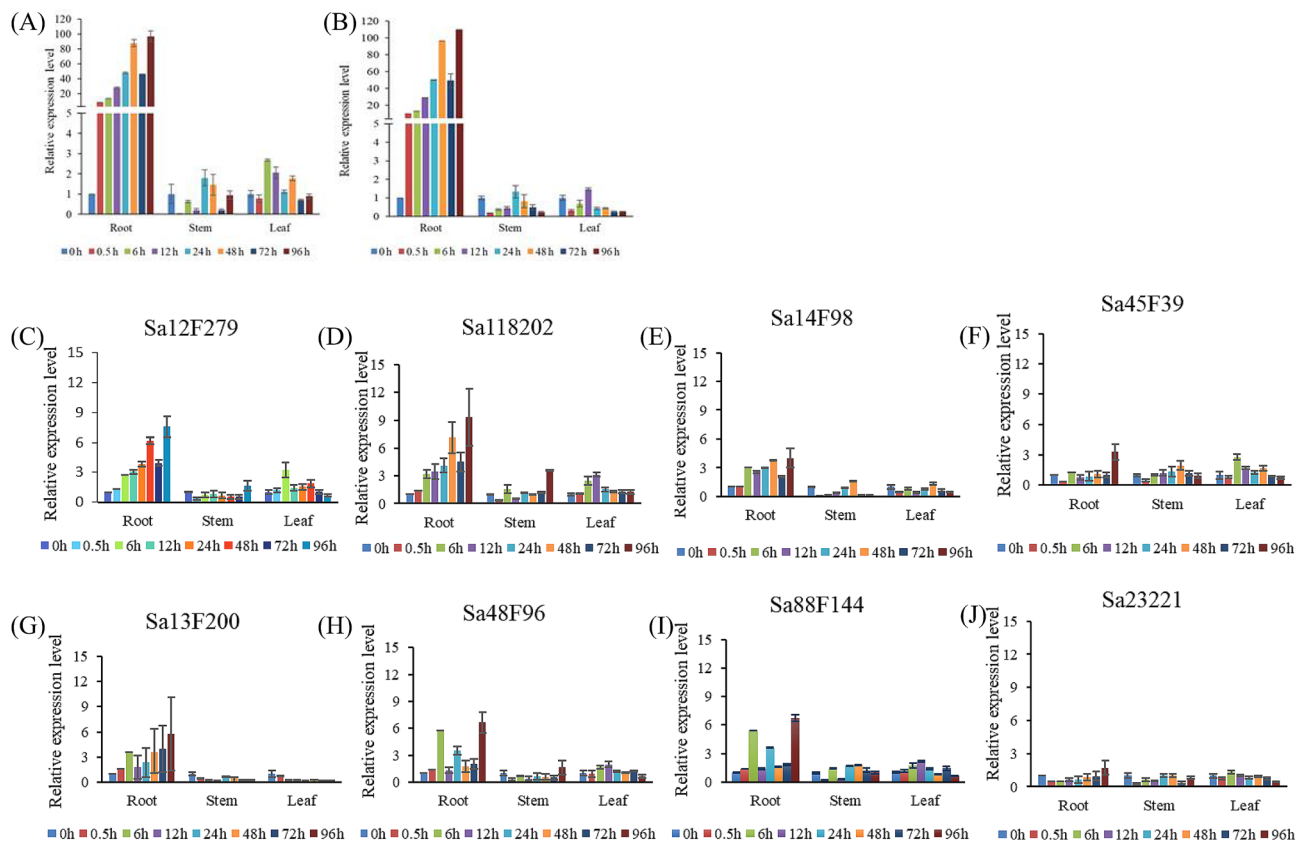 (A)
Relative expression level
120
100
80
60
40
20
5
4
3
2
1
0
Root Stem Leaf
0h 0.5h 6h 12h 24h 48h 72h 96h
(B)
Relative expression level
120
100
80
60
40
20
5
4
3
2
1
0
Root Stem Leaf
0h 0.5h 6h 12h 24h 48h 72h 96h
(C)
Sa12F279
Relative expression level
15
12
9
6
3
0
Root Stem Leaf
0h 0.5h 6h 12h 24h 48h 72h 96h
(D)
Sa118202
Relative expression level
15
12
9
6
3
0
Root Stem Leaf
0h 0.5h 6h 12h 24h 48h 72h 96h
(E)
Sa14F98
Relative expression level
15
12
9
6
3
0
Root Stem Leaf
0h 0.5h 6h 12h 24h 48h 72h 96h
(F)
Sa45F39
Relative expression level
15
12
9
6
3
0
Root Stem Leaf
0h 0.5h 6h 12h 24h 48h 72h 96h
(G)
Sa13F200
Relative expression level
15
12
9
6
3
0
Root Stem Leaf
0h 0.5h 6h 12h 24h 48h 72h 96h
(H)
Sa48F96
Relative expression level
15
12
9
6
3
0
Root Stem Leaf
0h 0.5h 6h 12h 24h 48h 72h 96h
(I)
Sa88F144
Relative expression level
15
12
9
6
3
0
Root Stem Leaf
0h 0.5h 6h 12h 24h 48h 72h 96h
(J)
Sa23221
Relative expression level
15
12
9
6
3
0
Root Stem Leaf
0h 0.5h 6h 12h 24h 48h 72h 96h